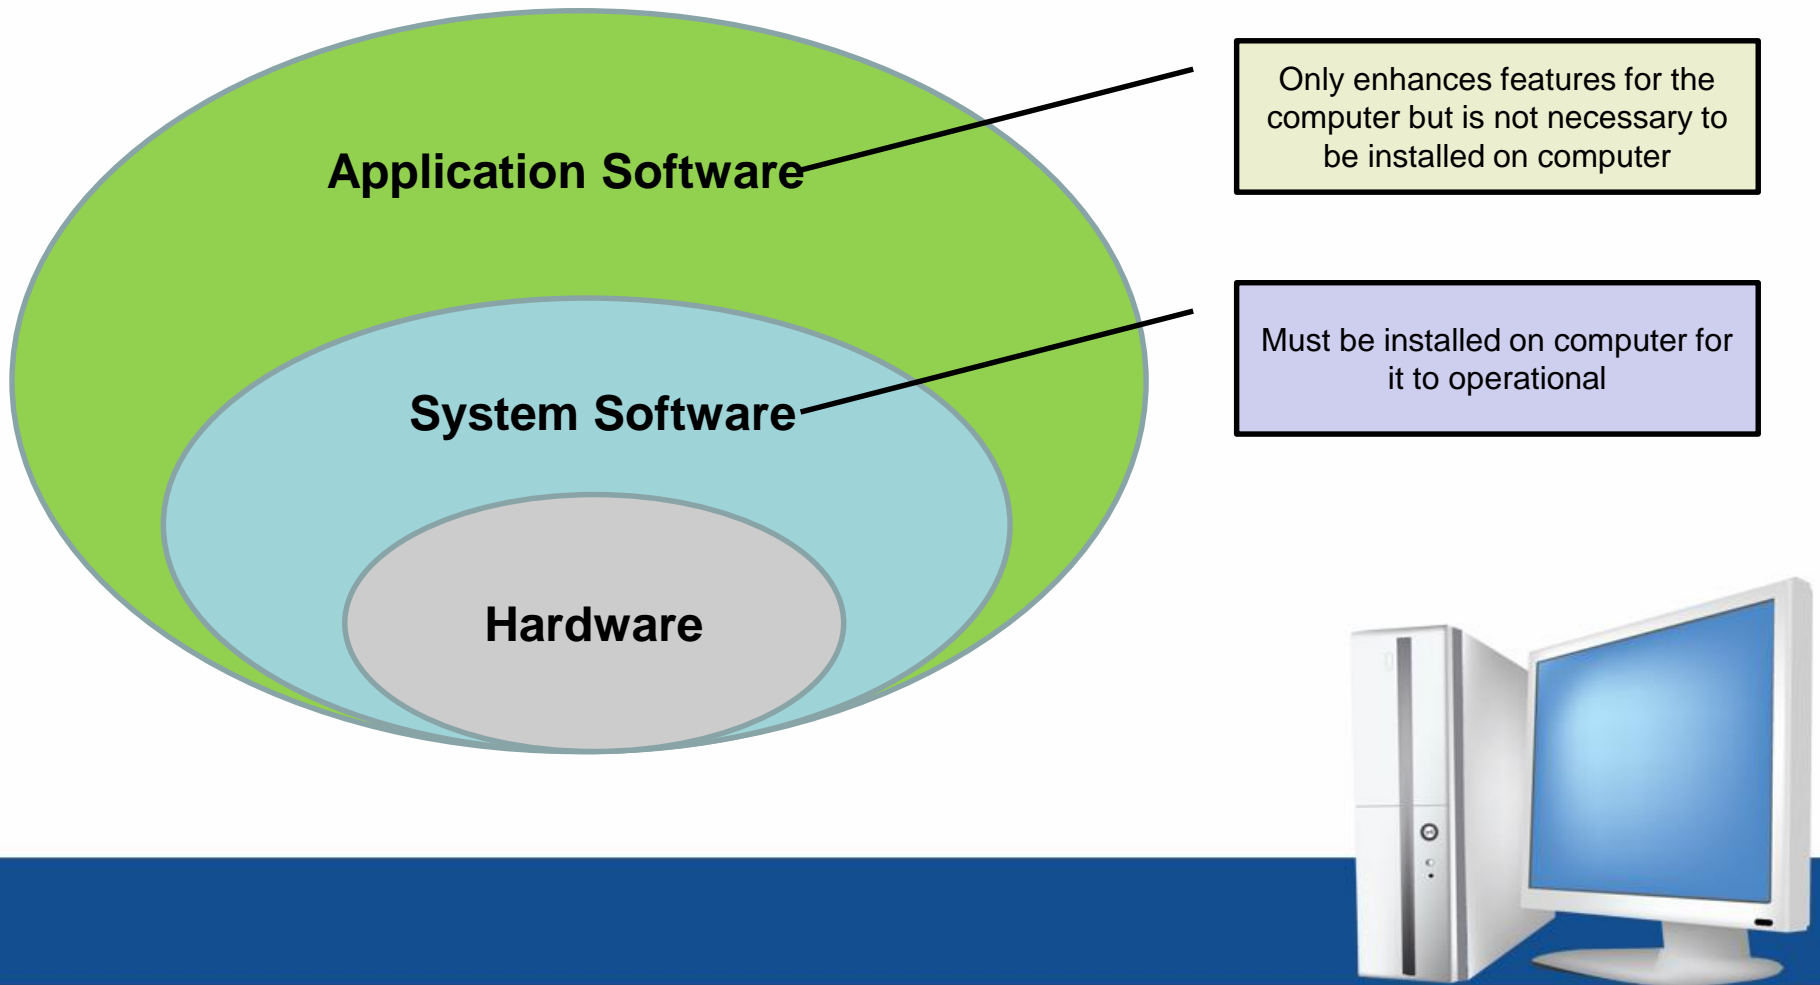 Application Software
Only enhances features for the
computer but is not necessary to
be installed on computer
System Software
Must be installed on computer for
it to operational
Hardware